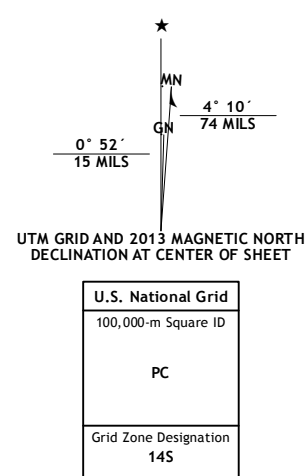 ★
MN
4° 10´
74 MILS
GN
0° 52´
15 MILS
UTM GRID AND 2013 MAGNETIC NORTH
DECLINATION AT CENTER OF SHEET
U.S. National Grid
100,000-m Square ID
PC
Grid Zone Designation
14S